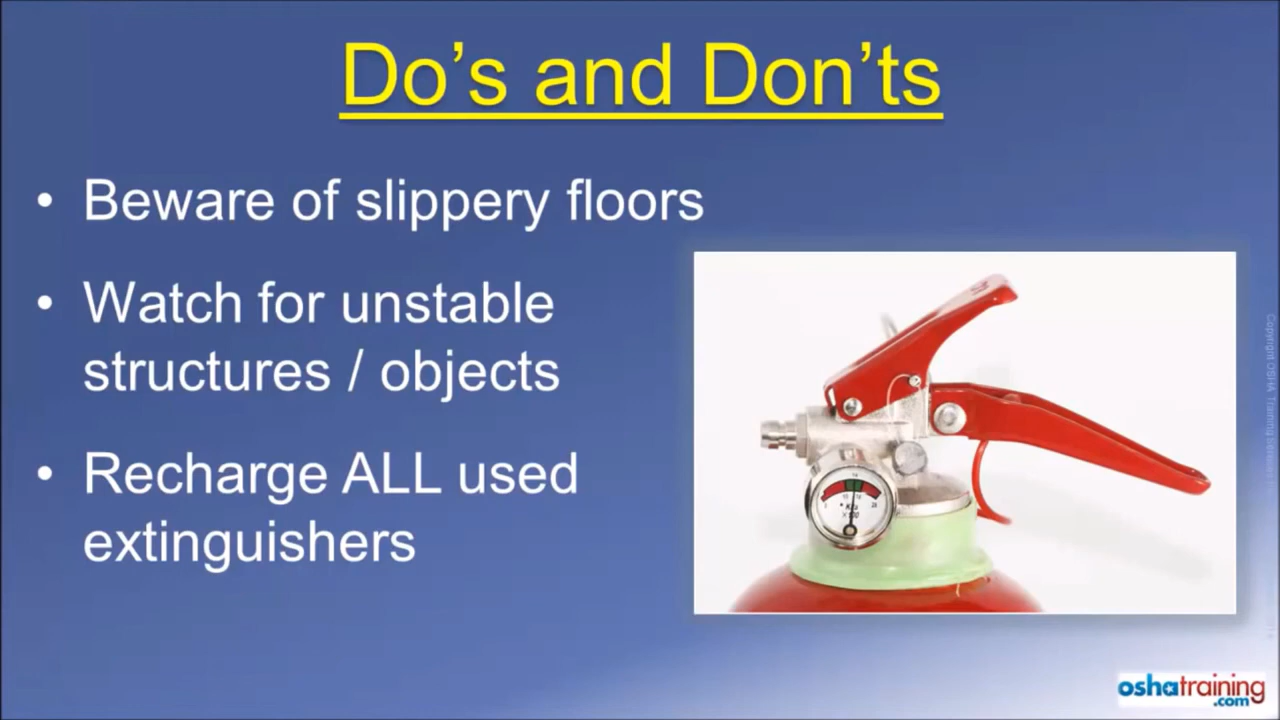 Do’s and Don’ts
• Beware of slippery floors
• Watch for unstable
structures / objects
• Recharge ALL used
extinguishers
oshatraining
.com